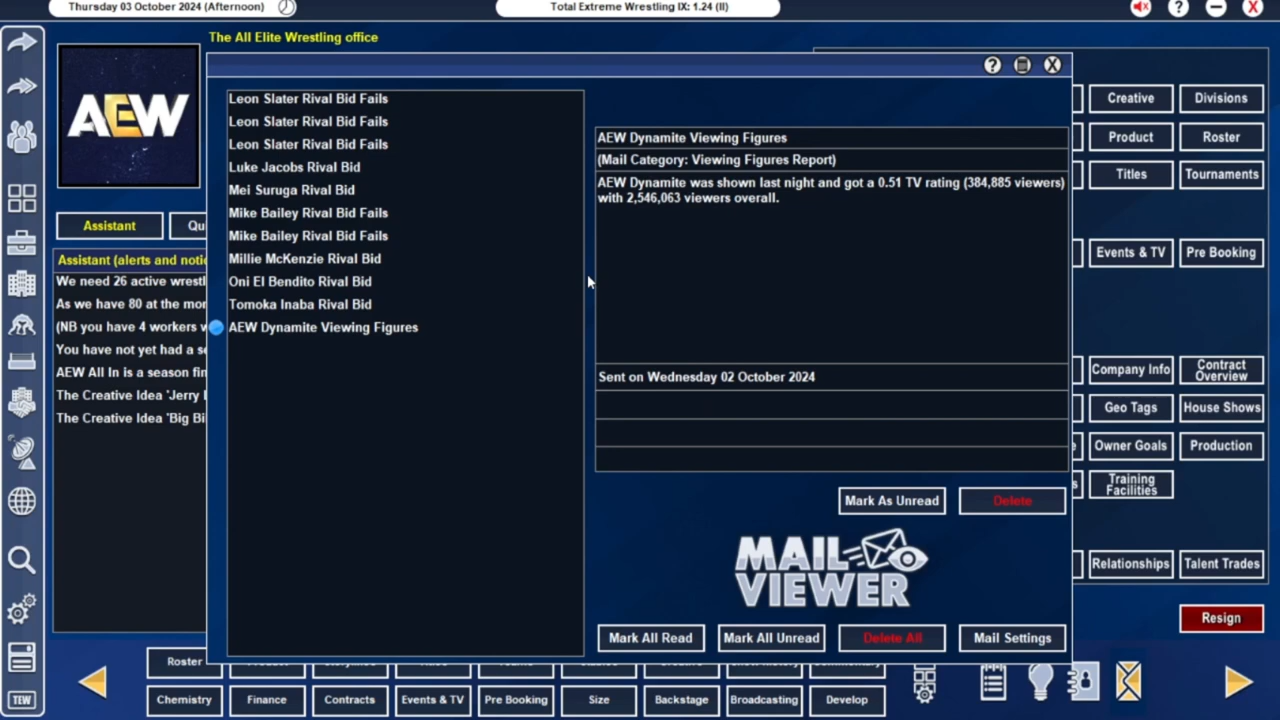 Thursday 03 October 2024 (Afternoon)
Total Extreme Wrestling IX: 1.24 (II)
The All Elite Wrestling office
AEW
Assistant
Qu
Assistant (alerts and notic
We need 26 active wrestl
As we have 80 at the mor
(NB you have 4 workers w
You have not yet had a se
AEW All In is a season fin
The Creative Idea 'Jerry L
The Creative Idea 'Big Bi
Leon Slater Rival Bid Fails
Leon Slater Rival Bid Fails
Leon Slater Rival Bid Fails
Luke Jacobs Rival Bid
Mei Suruga Rival Bid
Mike Bailey Rival Bid Fails
Mike Bailey Rival Bid Fails
Millie McKenzie Rival Bid
Oni El Bendito Rival Bid
Tomoka Inaba Rival Bid
AEW Dynamite Viewing Figures
AEW Dynamite Viewing Figures
(Mail Category: Viewing Figures Report)
AEW Dynamite was shown last night and got a 0.51 TV rating (384,885 viewers)
with 2,546,063 viewers overall.
Sent on Wednesday 02 October 2024
Mark As Unread
Delete
MAIL
VIEWER
Mark All Read
Mark All Unread
Delete All
Mail Settings
Creative
Divisions
Product
Roster
Titles
Tournaments
Events & TV
Pre Booking
Company Info
Contract
Overview
Geo Tags
House Shows
Owner Goals
Production
Training
Facilities
Relationships
Talent Trades
Resign
Roster
Commentary
Chemistry
Finance
Contracts
Events & TV
Pre Booking
Size
Backstage
Broadcasting
Develop
TEW